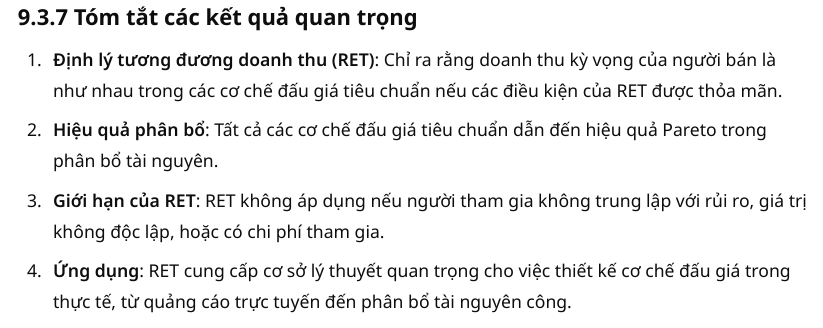 9.3.7 Tóm tắt các kết quả quan trọng
1. Định lý tương đương doanh thu (RET): Chỉ ra rằng doanh thu kỳ vọng của người bán là
như nhau trong các cơ chế đấu giá tiêu chuẩn nếu các điều kiện của RET được thỏa mãn.
2. Hiệu quả phân bổ: Tất cả các cơ chế đấu giá tiêu chuẩn dẫn đến hiệu quả Pareto trong
phân bổ tài nguyên.
3. Giới hạn của RET: RET không áp dụng nếu người tham gia không trung lập với rủi ro, giá trị
không độc lập, hoặc có chi phí tham gia.
4. Ứng dụng: RET cung cấp cơ sở lý thuyết quan trọng cho việc thiết kế cơ chế đấu giá trong
thực tế, từ quảng cáo trực tuyến đến phân bổ tài nguyên công.